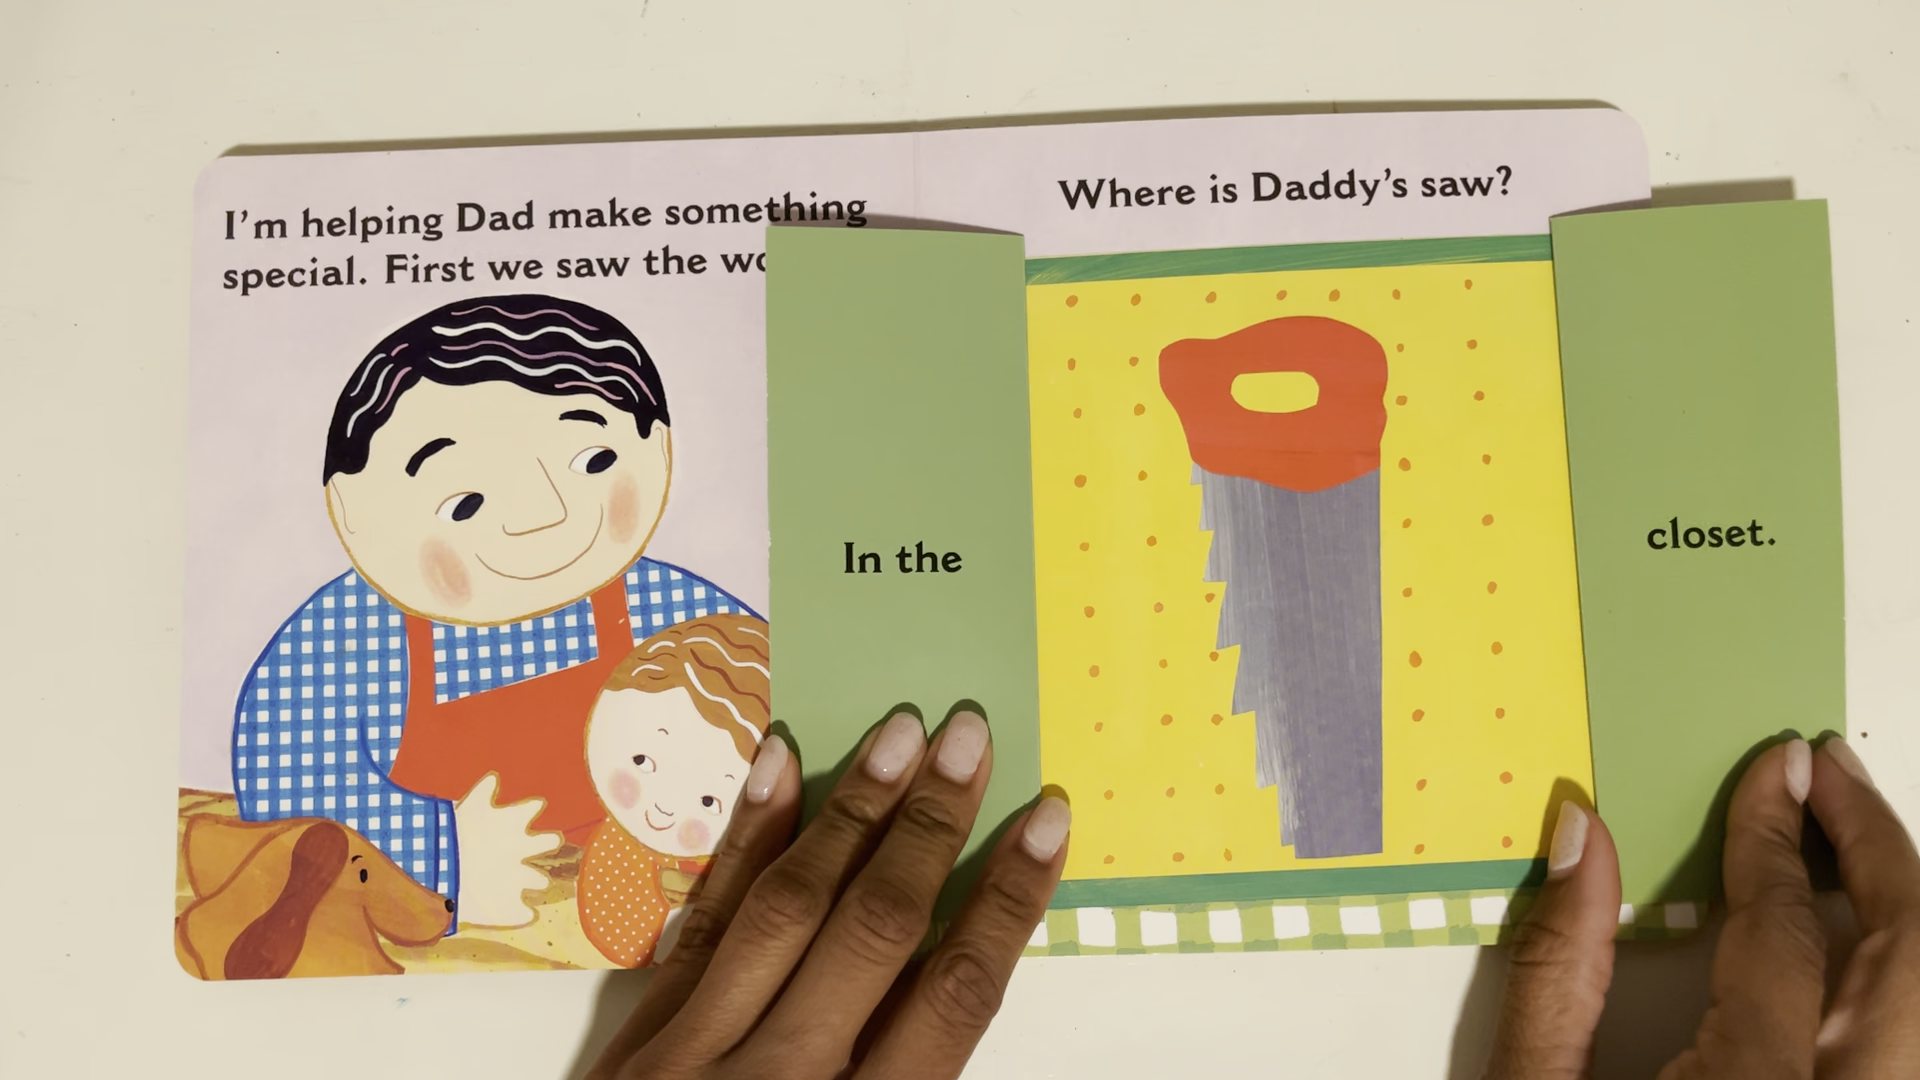 I'm helping Dad make something
special. First we saw the
Where is Daddy's saw?
In the
closet.